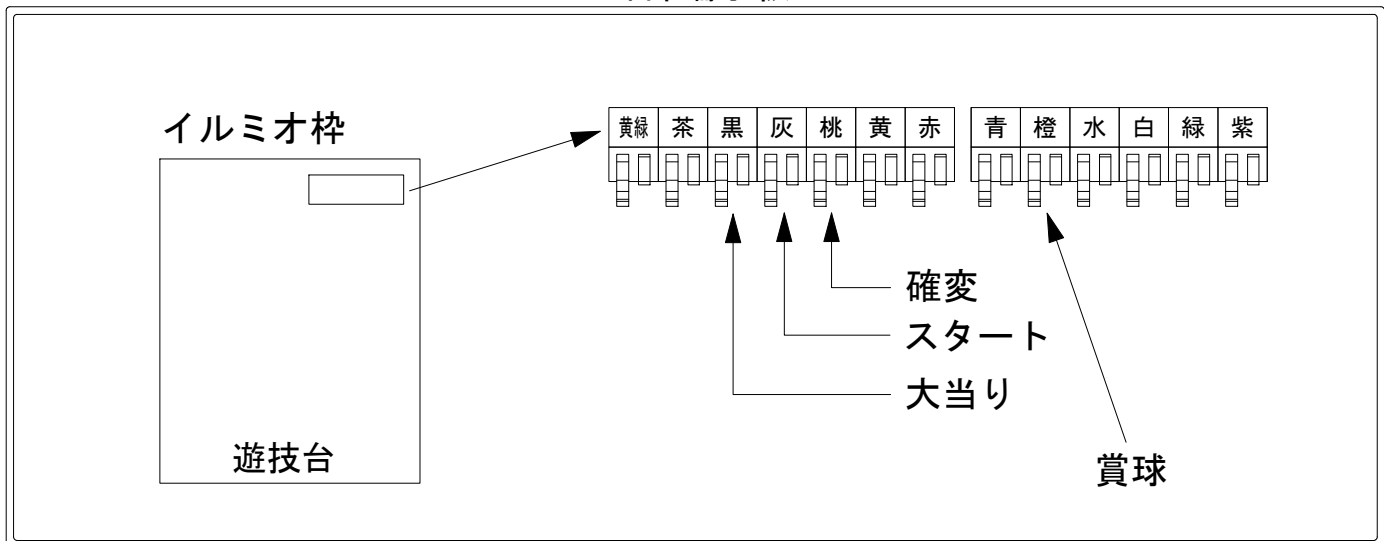 イルミオ枠
黄緑 茶 黒 灰 桃 黄 赤 青 橙 水 白 緑 紫
確変
スタート
大当り
賞球
遊技台